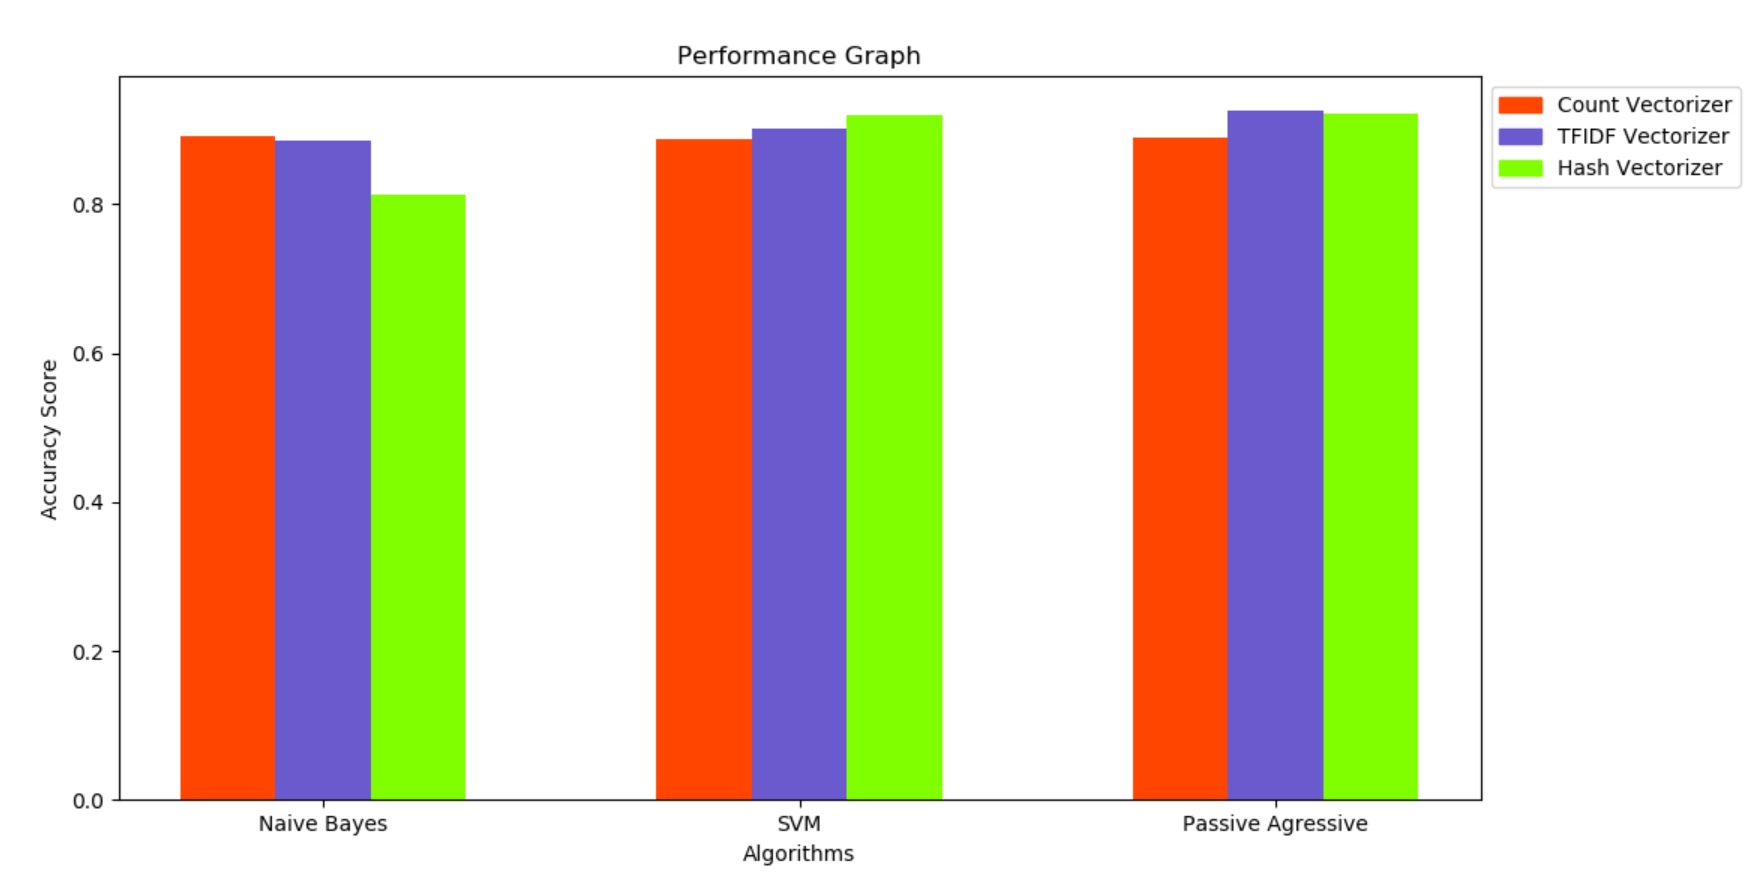 Performance Graph
Count Vectorizer
TFIDF Vectorizer
Hash Vectorizer
Accuracy Score
0.8
0.6
0.4
0.2
0.0
Naive Bayes
SVM
Passive Agressive
Algorithms